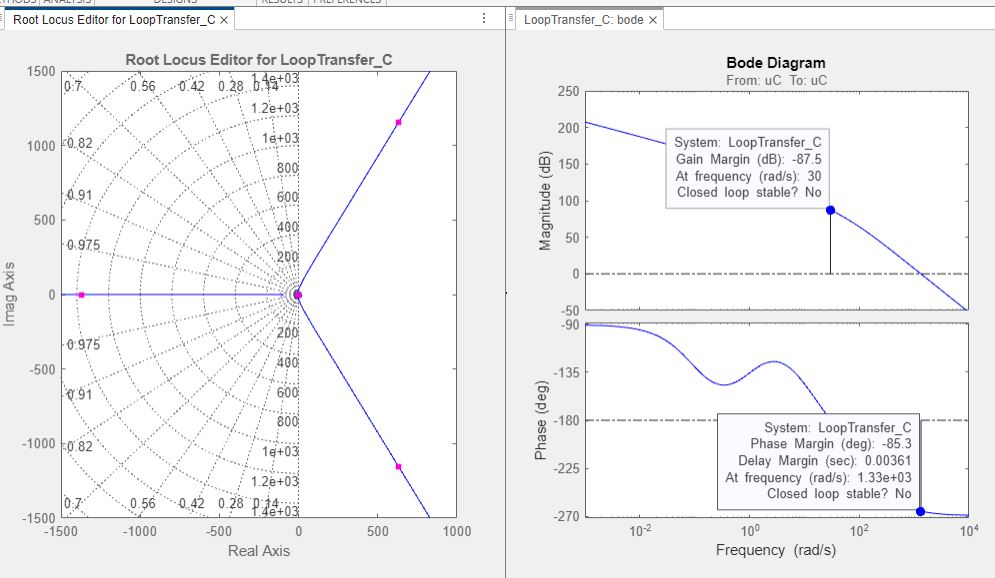 Root Locus Editor for LoopTransfer_C
LoopTransfer_C: bode
Root Locus Editor for LoopTransfer_C
1500
1000
500
0
-500
-1000
-1500
-1500
-1000
-500
0
500
1000
Imag Axis
Real Axis
0.7
0.56
0.42
0.28
0.14
1.4e+03
0.82
1.2e+03
1e+03
0.91
800
600
0.975
400
200
200
0.975
400
600
0.91
800
0.82
1e+03
1.2e+03
0.7
0.56
0.42
0.28
0.14
1.4e+03
Bode Diagram
From: uC To: uC
Magnitude (dB)
250
200
150
100
50
0
-50
System: LoopTransfer_C
Gain Margin (dB): -87.5
At frequency (rad/s): 30
Closed loop stable? No
Phase (deg)
-90
-135
-180
-225
-270
System: LoopTransfer_C
Phase Margin (deg): -85.3
Delay Margin (sec): 0.00361
At frequency (rad/s): 1.33e+03
Closed loop stable? No
10-2
100
102
104
Frequency (rad/s)